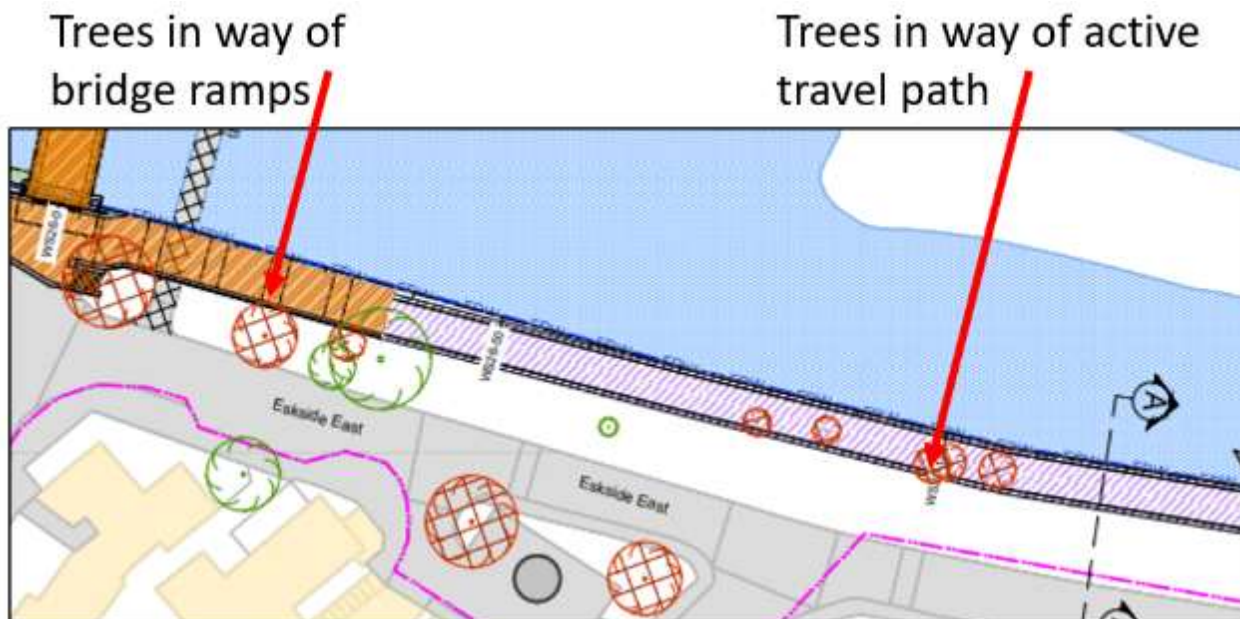 Trees in way of
bridge ramps
Trees in way of active
travel path
Eskside East
Eskside East
A